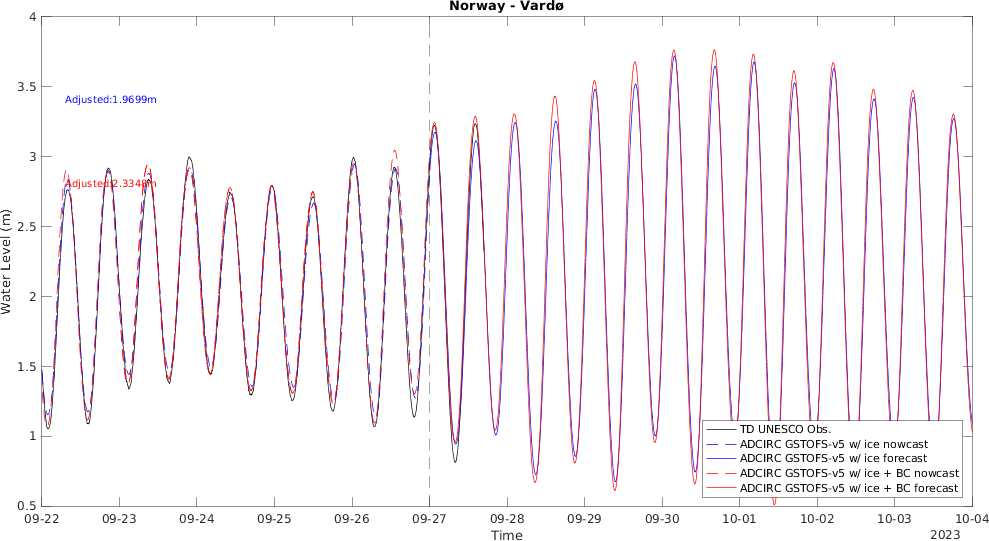 Norway - Vardø
4
3.5
3
2.5
2
1.5
1
0.5
Water Level (m)
Adjusted:1.9699m
Adjusted:2.3348m
TD UNESCO Obs.
ADCIRC GSTOFS-v5 w/ ice nowcast
ADCIRC GSTOFS-v5 w/ ice forecast
ADCIRC GSTOFS-v5 w/ ice + BC nowcast
ADCIRC GSTOFS-v5 w/ ice + BC forecast
09-22 09-23 09-24 09-25 09-26 09-27 09-28 09-29 09-30 10-01 10-02 10-03 10-04
Time
2023